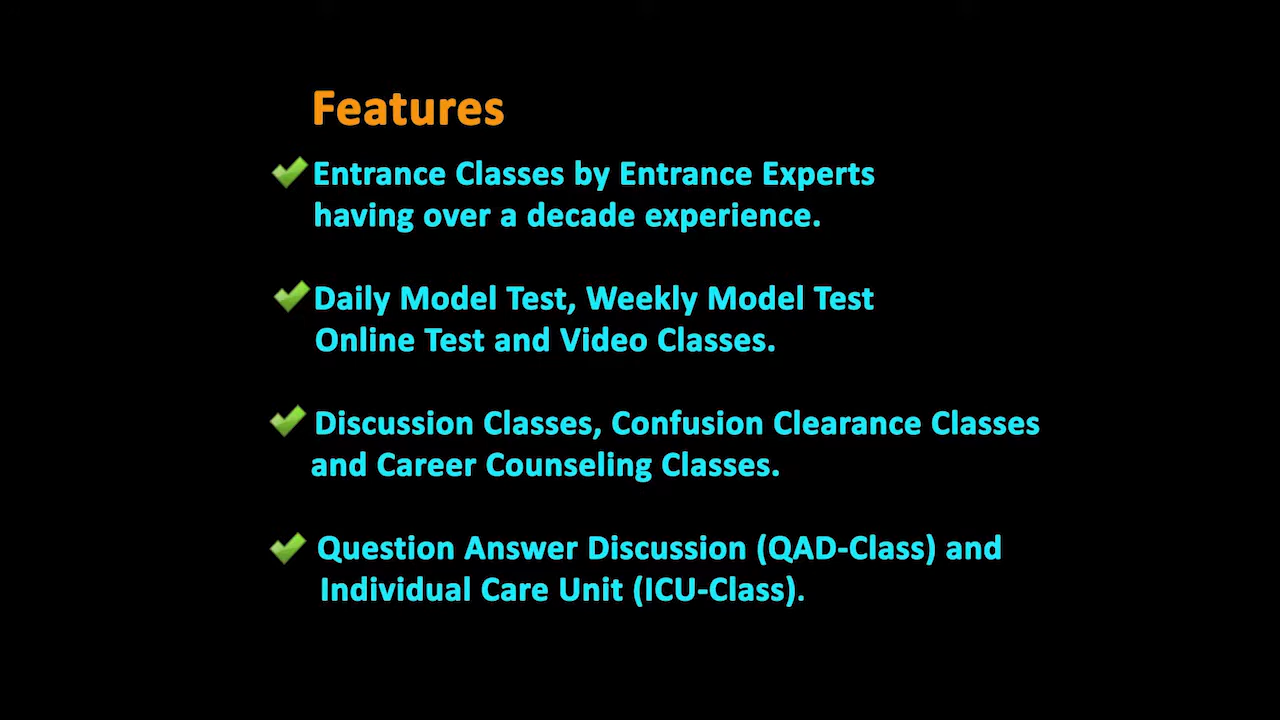 Features
Entrance Classes by Entrance Experts
having over a decade experience.
Daily Model Test, Weekly Model Test
Online Test and Video Classes.
Discussion Classes, Confusion Clearance Classes
and Career Counseling Classes.
Question Answer Discussion (QAD-Class) and
Individual Care Unit (ICU-Class).